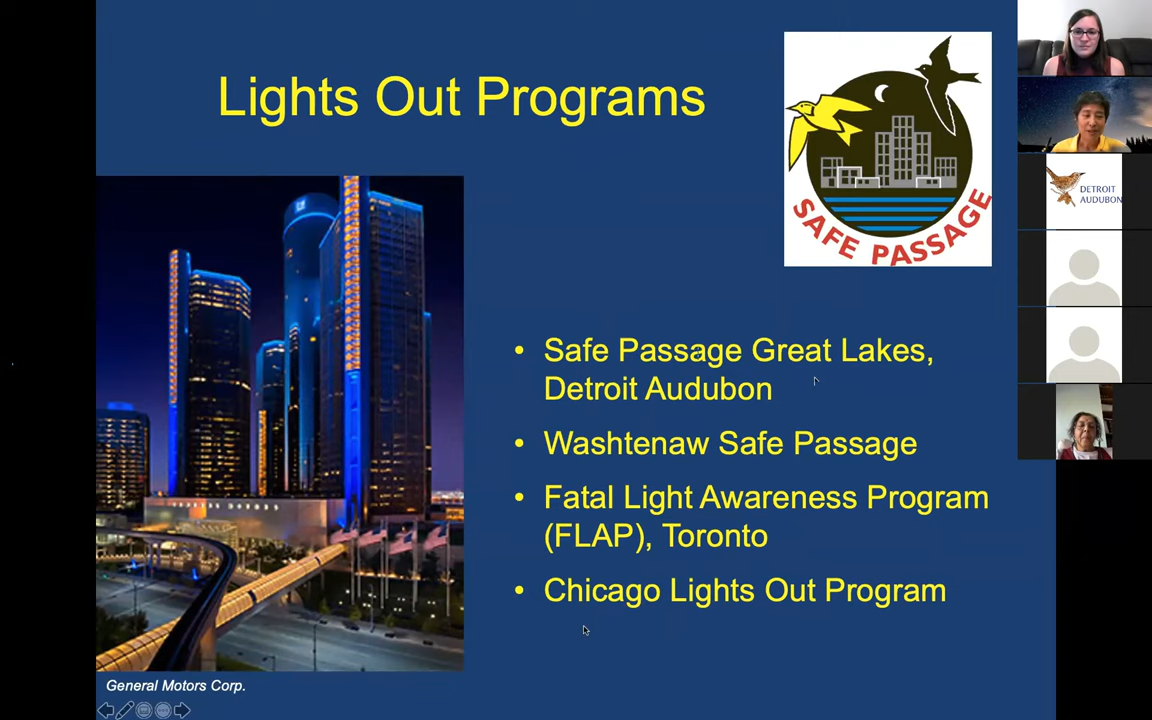 Lights Out Programs
SAFE PASSAGE
DETROIT
AUDUBON
• Safe Passage Great Lakes,
Detroit Audubon
• Washtenaw Safe Passage
• Fatal Light Awareness Program
(FLAP), Toronto
• Chicago Lights Out Program
General Motors Corp.